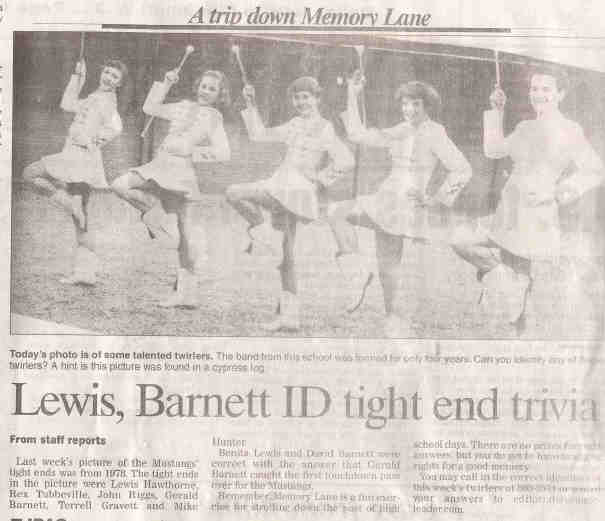 A trip down Memory Lane
Today's photo is of some talented twirlers. The band from this school was formed for only four years. Can you identify any of these
twirlers? A hint is this picture was found in a cypress log.
Lewis, Barnett ID tight end trivia
From staff reports
Last week's picture of the Mustangs'
tight ends was from 1978. The tight ends
in the picture were Lewis Hawthorne,
Rex Tubbeville, John Riggs, Gerald
Barnett, Terrell Gravett and Mike
Hunter
Benita Lewis and David Barnett were
correct with the answer that Gerald
Barnett caught the first touchdown pass
ever for the Mustangs.
Remember, Memory Lane is a fun exer-
cise for strolling down the past of high
school days. There are no prizes for
answers, but you do get to have
rights for a good memory.
You may call in the correct
this week's twirlers at
your answers to
leader.com.